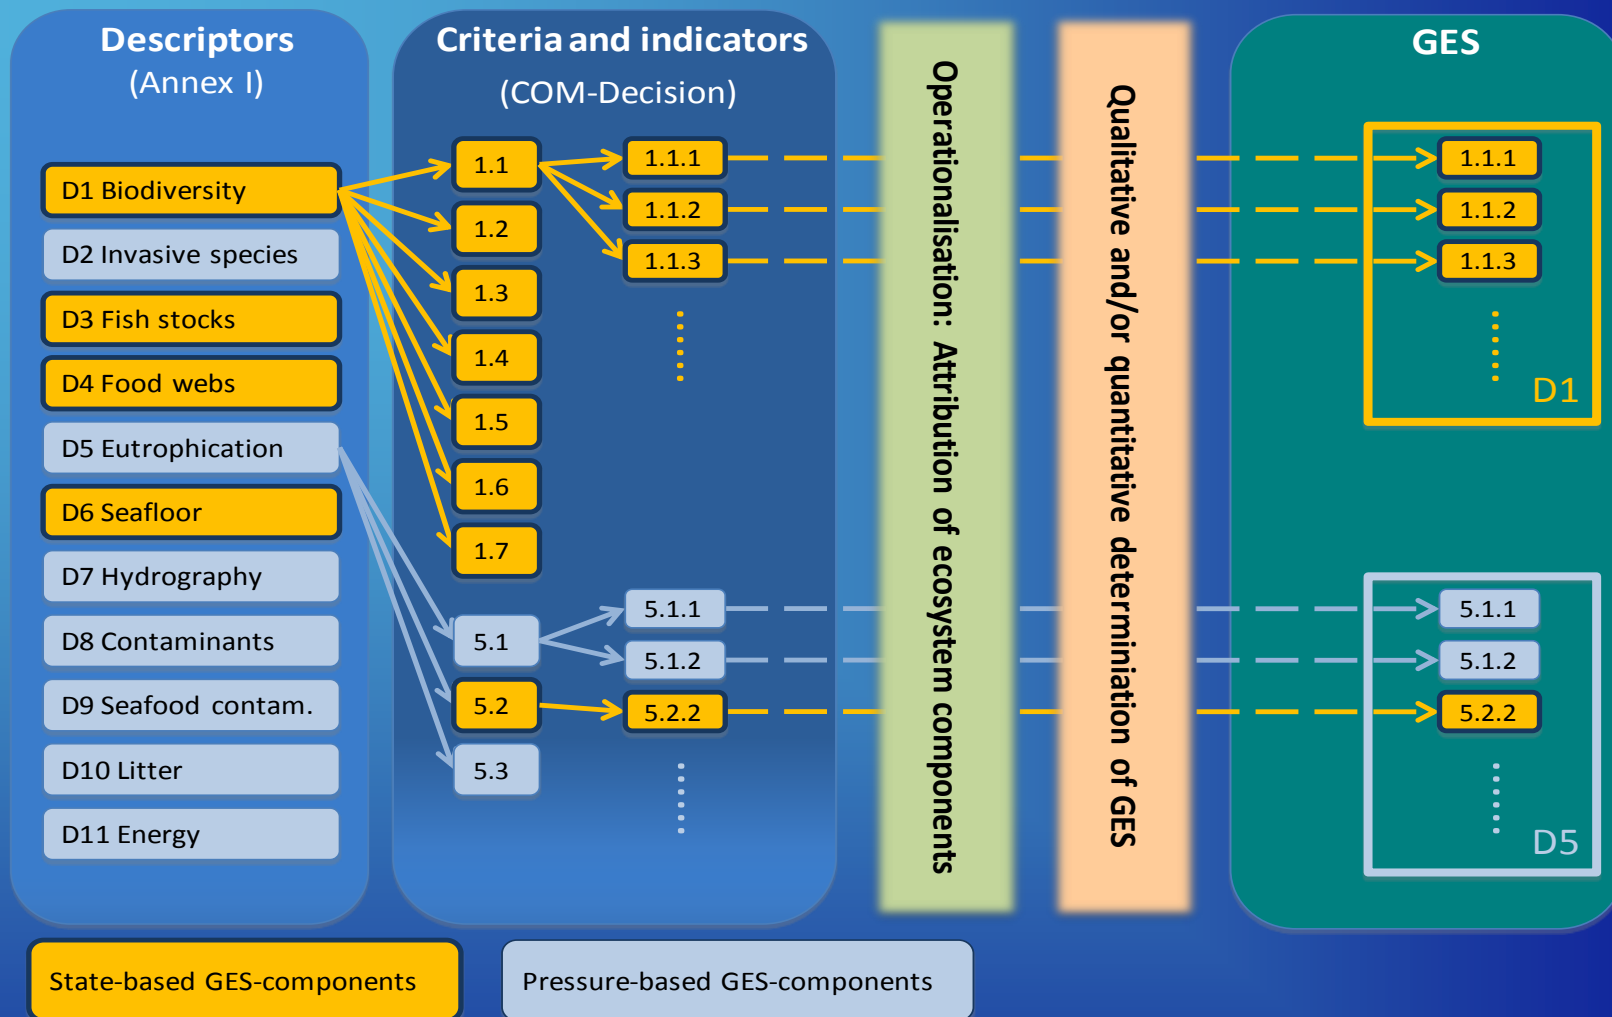 Descriptors
(Annex I)
D1 Biodiversity
D2 Invasive species
D3 Fish stocks
D4 Food webs
D5 Eutrophication
D6 Seafloor
D7 Hydrography
D8 Contaminants
D9 Seafood contam.
D10 Litter
D11 Energy
Criteria and indicators
(COM-Decision)
1.1
1.2
1.3
1.4
1.5
1.6
1.7
5.1
5.2
5.3
1.1.1
1.1.2
1.1.3
5.1.1
5.1.2
5.2.2
Operationalisation: Attribution of ecosystem components
Qualitative and/or quantitative determiniation of GES
GES
1.1.1
1.1.2
1.1.3
D1
5.1.1
5.1.2
5.2.2
D5
State-based GES-components
Pressure-based GES-components